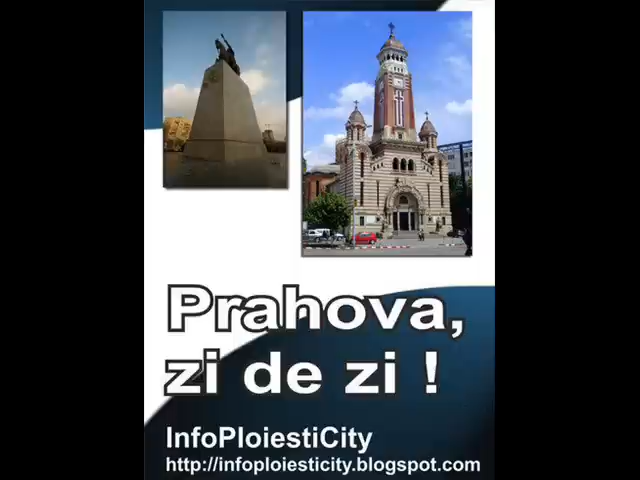 Prahova,
zi de zi !
InfoPloiestiCity
http://infoploiesticity.blogspot.com